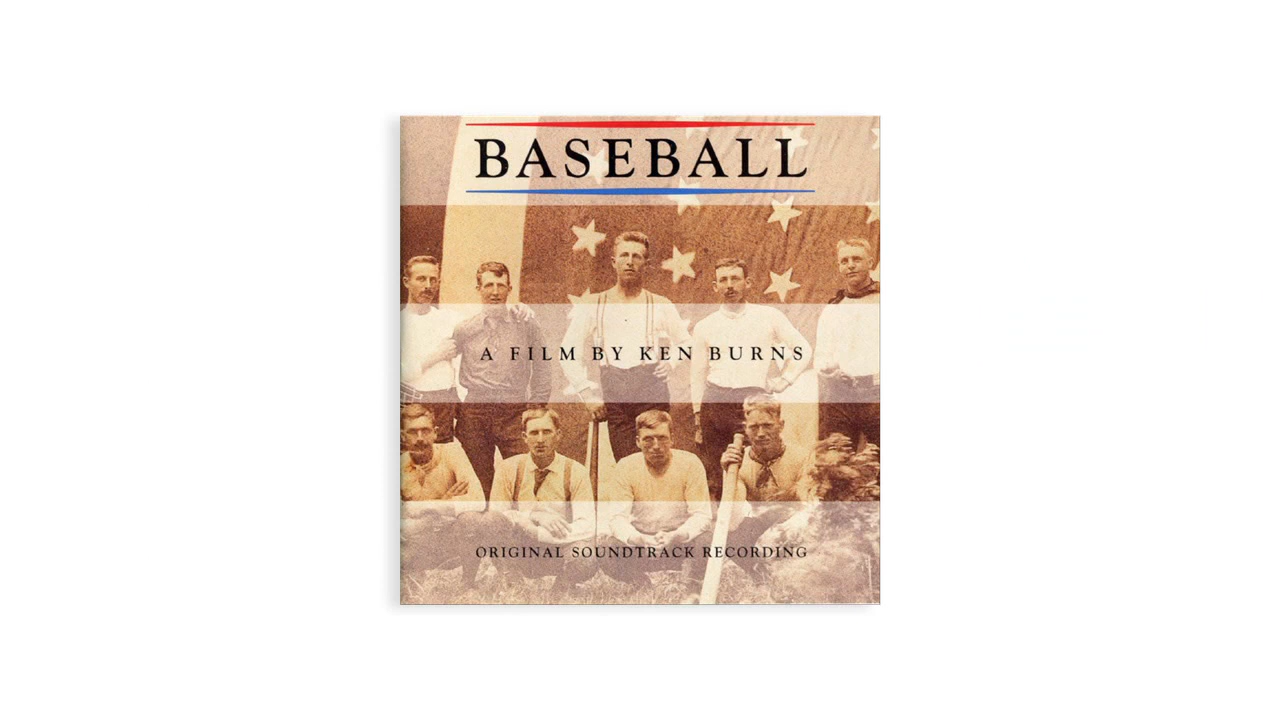 BASEBALL
A FILM BY KEN BURNS
ORIGINAL SOUNDTRACK RECORDING